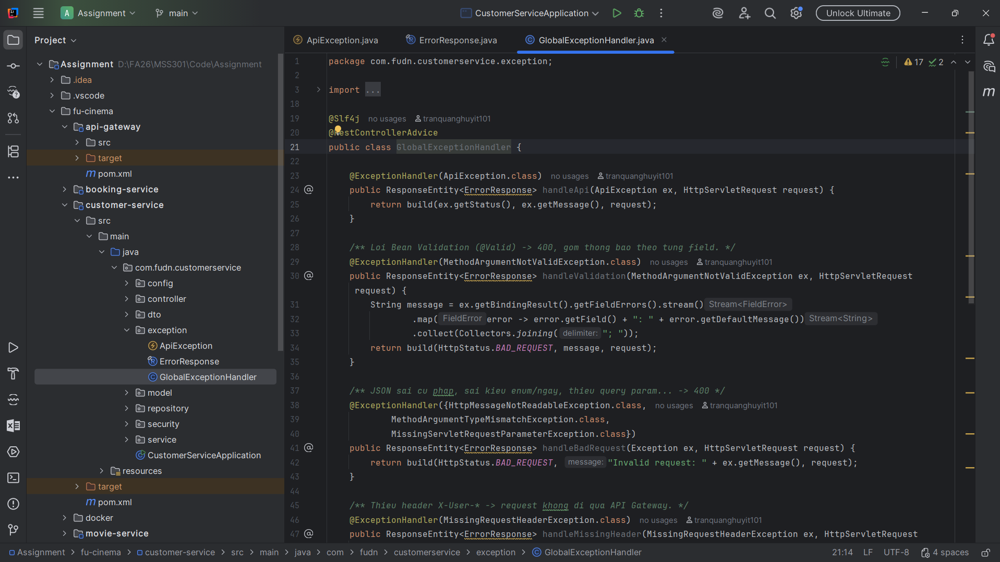 A Assignment main CustomerServiceApplication Unlock Ultimate
Project
Assignment D:\FA26\MSS301\Code\Assignment
.idea
.vscode
fu-cinema
api-gateway
src
target
m pom.xml
booking-service
customer-service
src
main
java
com.fudn.customerservice
config
controller
dto
exception
ApiException
ErrorResponse
GlobalExceptionHandler
model
repository
security
service
CustomerServiceApplication
resources
target
m pom.xml
docker
movie-service
ApiException.java ErrorResponse.java GlobalExceptionHandler.java
17 2
1 package com.fudn.customerservice.exception;
2
3 import ...
18
19 @Slf4j no usages tranquanghuyit101
20 @RestControllerAdvice
21 public class GlobalExceptionHandler {
22
23 @ExceptionHandler(ApiException.class) no usages tranquanghuyit101
24 public ResponseEntity<ErrorResponse> handleApi(ApiException ex, HttpServletRequest request) {
25 return build(ex.getStatus(), ex.getMessage(), request);
26 }
27
28 /** Loi Bean Validation (@Valid) -> 400, gom thong bao theo tung field. */
29 @ExceptionHandler(MethodArgumentNotValidException.class) no usages tranquanghuyit101
30 public ResponseEntity<ErrorResponse> handleValidation(MethodArgumentNotValidException ex, HttpServletRequest
request) {
31 String message = ex.getBindingResult().getFieldErrors().stream() Stream<FieldError>
32 .map( FieldError error -> error.getField() + ": " + error.getDefaultMessage()) Stream<String>
33 .collect(Collectors.joining( delimiter: "; "));
34 return build(HttpStatus.BAD_REQUEST, message, request);
35 }
36
37 /** JSON sai cu phap, sai kieu enum/ngay, thieu query param... -> 400 */
38 @ExceptionHandler({HttpMessageNotReadableException.class, no usages tranquanghuyit101
39 MethodArgumentTypeMismatchException.class,
40 MissingServletRequestParameterException.class})
41 public ResponseEntity<ErrorResponse> handleBadRequest(Exception ex, HttpServletRequest request) {
42 return build(HttpStatus.BAD_REQUEST, message: "Invalid request: " + ex.getMessage(), request);
43 }
44
45 /** Thieu header X-User-* -> request khong di qua API Gateway. */
46 @ExceptionHandler(MissingRequestHeaderException.class) no usages tranquanghuyit101
47 public ResponseEntity<ErrorResponse> handleMissingHeader(MissingRequestHeaderException ex, HttpServletRequest
Assignment > fu-cinema > customer-service > src > main > java > com > fudn > customerservice > exception > GlobalExceptionHandler 21:14 LF UTF-8 4 spaces